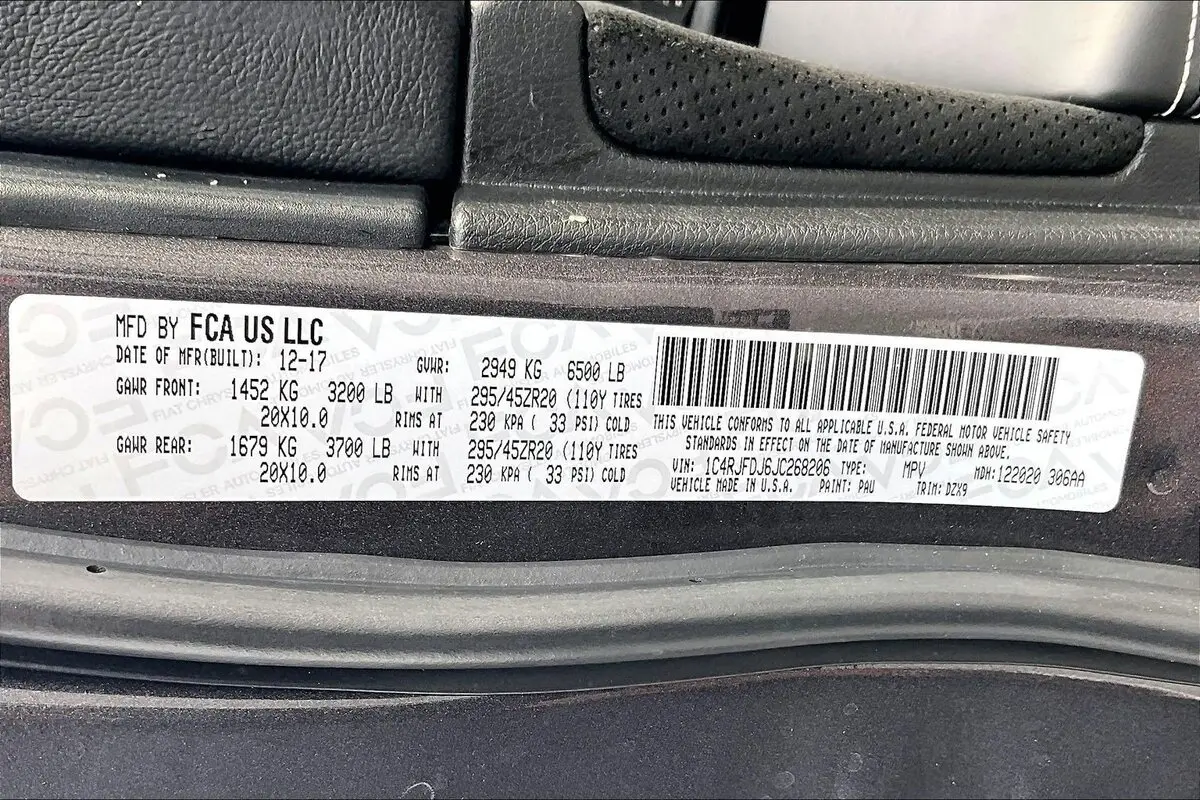 MFD BY FCA US LLC
DATE OF MFR(BUILT): 12-17 GVWR: 2949 KG 6500 LB
GAWR FRONT: 1452 KG 3200 LB WITH 295/45ZR20 (110Y TIRES
20X10.0 RIMS AT 230 KPA ( 33 PSI) COLD
GAWR REAR: 1679 KG 3700 LB WITH 295/45ZR20 (110Y TIRES
20X10.0 RIMS AT 230 KPA ( 33 PSI) COLD
THIS VEHICLE CONFORMS TO ALL APPLICABLE U.S.A. FEDERAL MOTOR VEHICLE SAFETY
STANDARDS IN EFFECT ON THE DATE OF MANUFACTURE SHOWN ABOVE.
VIN: 1C4RJFDJ6JC268206 TYPE: MPV MDH:122020 306AA
VEHICLE MADE IN U.S.A. PAINT: PAU TRIM: DZX9